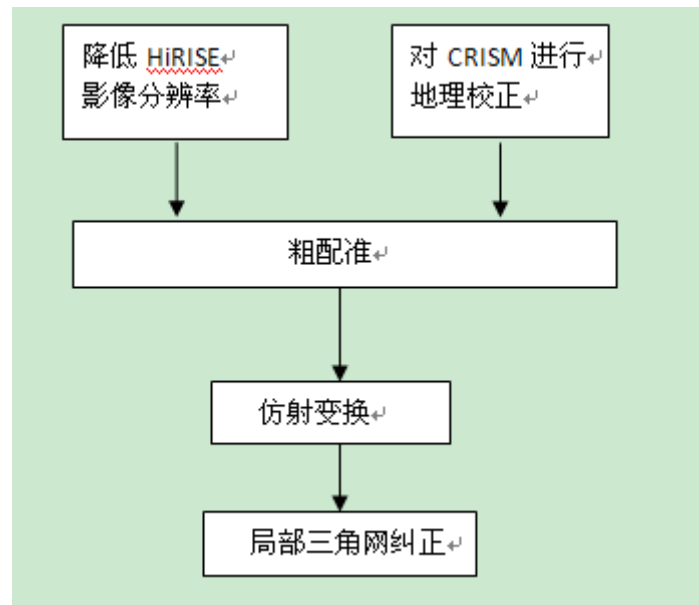 降低 HiRISE
影像分辨率
对 CRISM 进行
地理校正
粗配准
仿射变换
局部三角网纠正